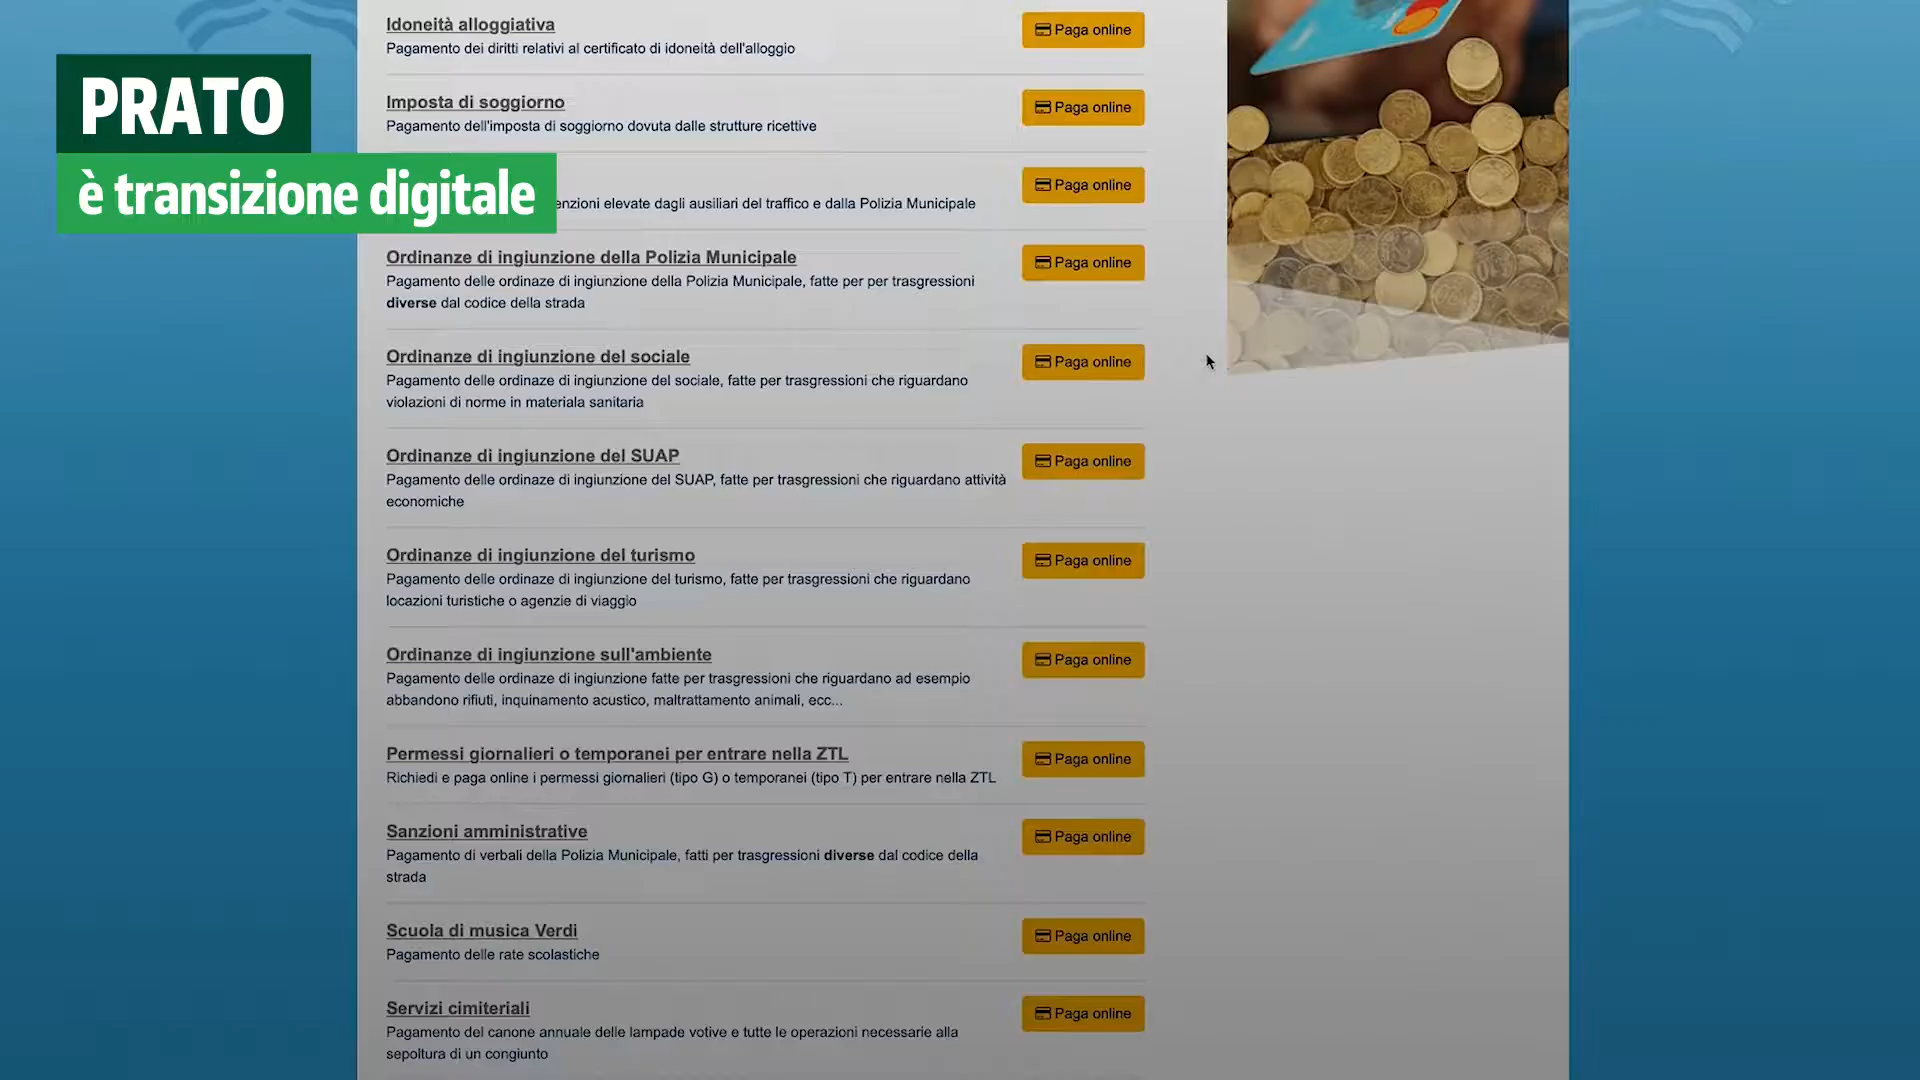 PRATO
è transizione digitale
Idoneità alloggiativa
Pagamento dei diritti relativi al certificato di idoneità dell'alloggio
Paga online
Imposta di soggiorno
Pagamento dell'imposta di soggiorno dovuta dalle strutture ricettive
Paga online
elevate dagli ausiliari del traffico e dalla Polizia Municipale
Paga online
Ordinanze di ingiunzione della Polizia Municipale
Pagamento delle ordinaze di ingiunzione della Polizia Municipale, fatte per per trasgressioni
diverse dal codice della strada
Paga online
Ordinanze di ingiunzione del sociale
Pagamento delle ordinaze di ingiunzione del sociale, fatte per trasgressioni che riguardano
violazioni di norme in materiala sanitaria
Paga online
Ordinanze di ingiunzione del SUAP
Pagamento delle ordinaze di ingiunzione del SUAP, fatte per trasgressioni che riguardano attività
economiche
Paga online
Ordinanze di ingiunzione del turismo
Pagamento delle ordinaze di ingiunzione del turismo, fatte per trasgressioni che riguardano
locazioni turistiche o agenzie di viaggio
Paga online
Ordinanze di ingiunzione sull'ambiente
Pagamento delle ordinaze di ingiunzione fatte per trasgressioni che riguardano ad esempio
abbandono rifiuti, inquinamento acustico, maltrattamento animali, ecc...
Paga online
Permessi giornalieri o temporanei per entrare nella ZTL
Richiedi e paga online i permessi giornalieri (tipo G) o temporanei (tipo T) per entrare nella ZTL
Paga online
Sanzioni amministrative
Pagamento di verbali della Polizia Municipale, fatti per trasgressioni diverse dal codice della
strada
Paga online
Scuola di musica Verdi
Pagamento delle rate scolastiche
Paga online
Servizi cimiteriali
Pagamento del canone annuale delle lampade votive e tutte le operazioni necessarie alla
sepoltura di un congiunto
Paga online